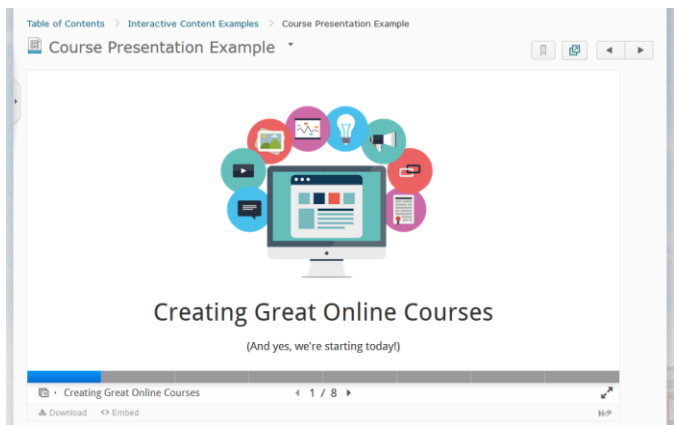 Table of Contents > Interactive Content Examples > Course Presentation Example
Course Presentation Example
Creating Great Online Courses
(And yes, we're starting today!)
Creating Great Online Courses
1 / 8
Download <> Embed
H-P